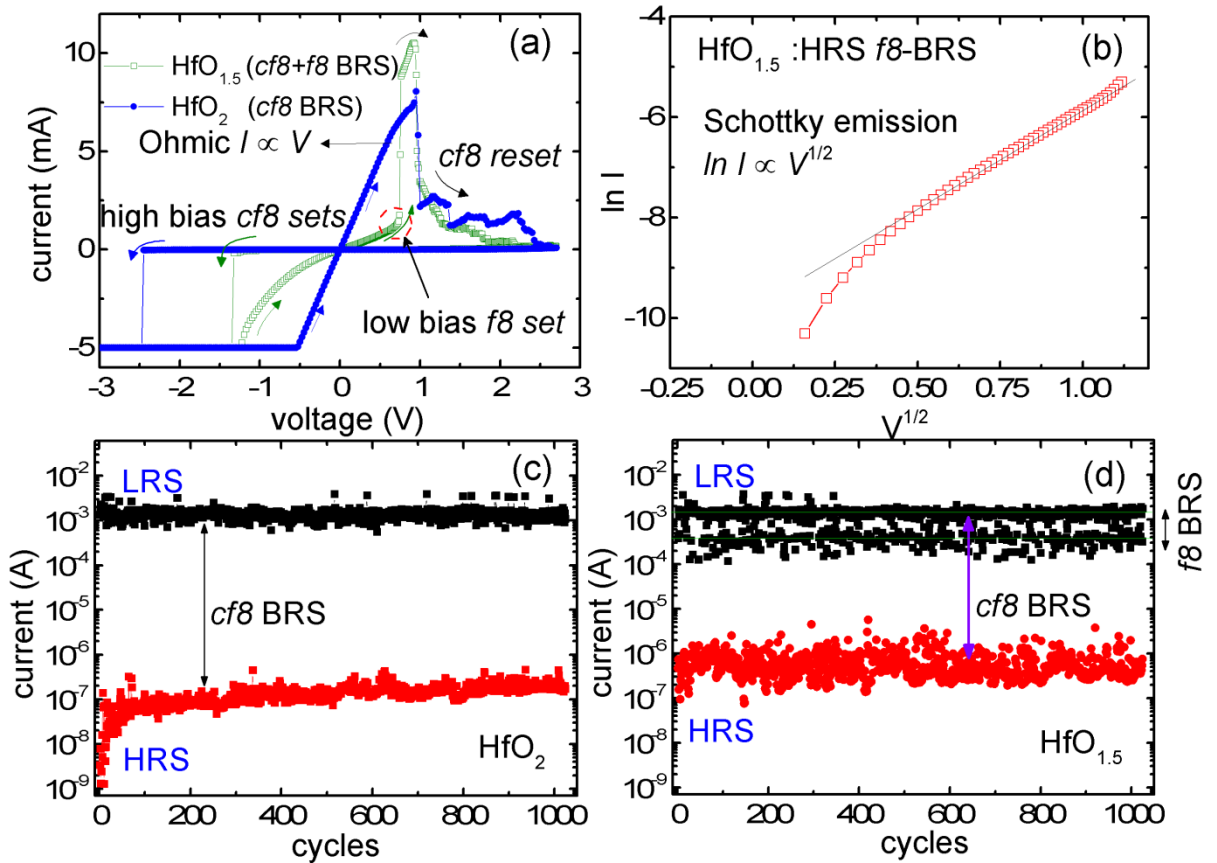 (a)
HfO1.5 (cf8+f8 BRS)
HfO2 (cf8 BRS)
Ohmic I ∝ V
cf8 reset
high bias cf8 sets
low bias f8 set
10
5
0
-5
current (mA)
-3 -2 -1 0 1 2 3
voltage (V)
HfO1.5 :HRS f8-BRS (b)
Schottky emission
ln I ∝ V1/2
-4
-6
-8
-10
ln I
-0.25 0.00 0.25 0.50 0.75 1.00
V1/2
(c)
LRS
cf8 BRS
HRS
HfO2
10-2
10-3
10-4
10-5
10-6
10-7
10-8
10-9
current (A)
0 200 400 600 800 1000
cycles
(d)
LRS
cf8 BRS
HRS
HfO1.5
f8 BRS
10-2
10-3
10-4
10-5
10-6
10-7
10-8
10-9
current (A)
0 200 400 600 800 1000
cycles